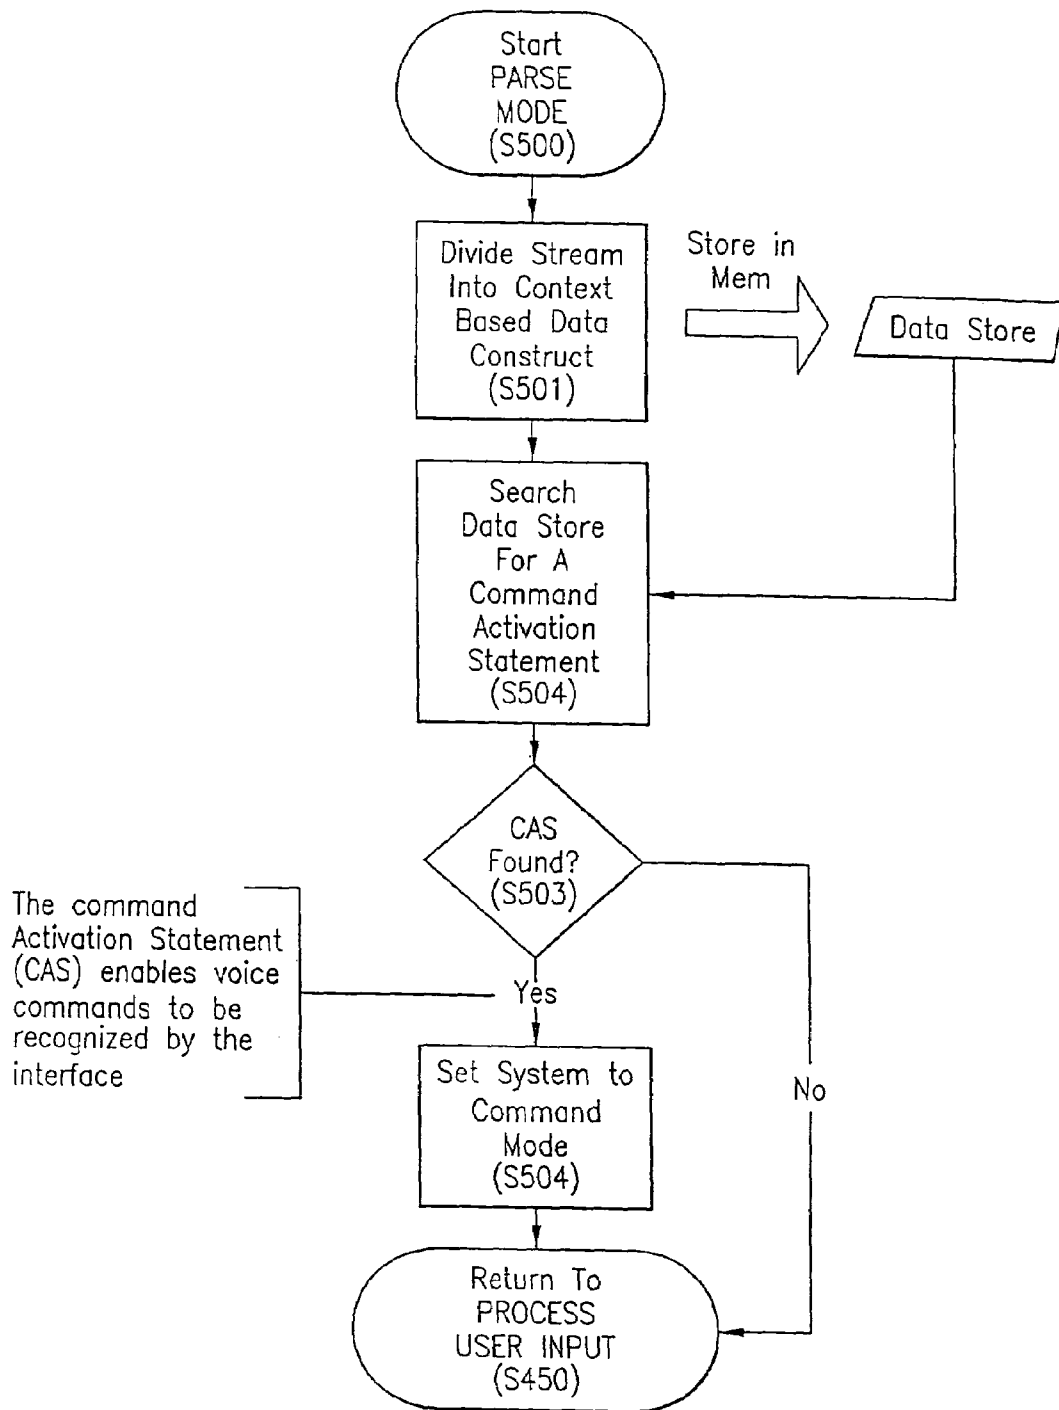 Start
PARSE
MODE
(S500)
Divide Stream
Into Context
Based Data
Construct
(S501)
Store in
Mem
Data Store
Search
Data Store
For A
Command
Activation
Statement
(S504)
CAS
Found?
(S503)
The command
Activation Statement
(CAS) enables voice
commands to be
recognized by the
interface
Yes
No
Set System to
Command
Mode
(S504)
Return To
PROCESS
USER INPUT
(S450)